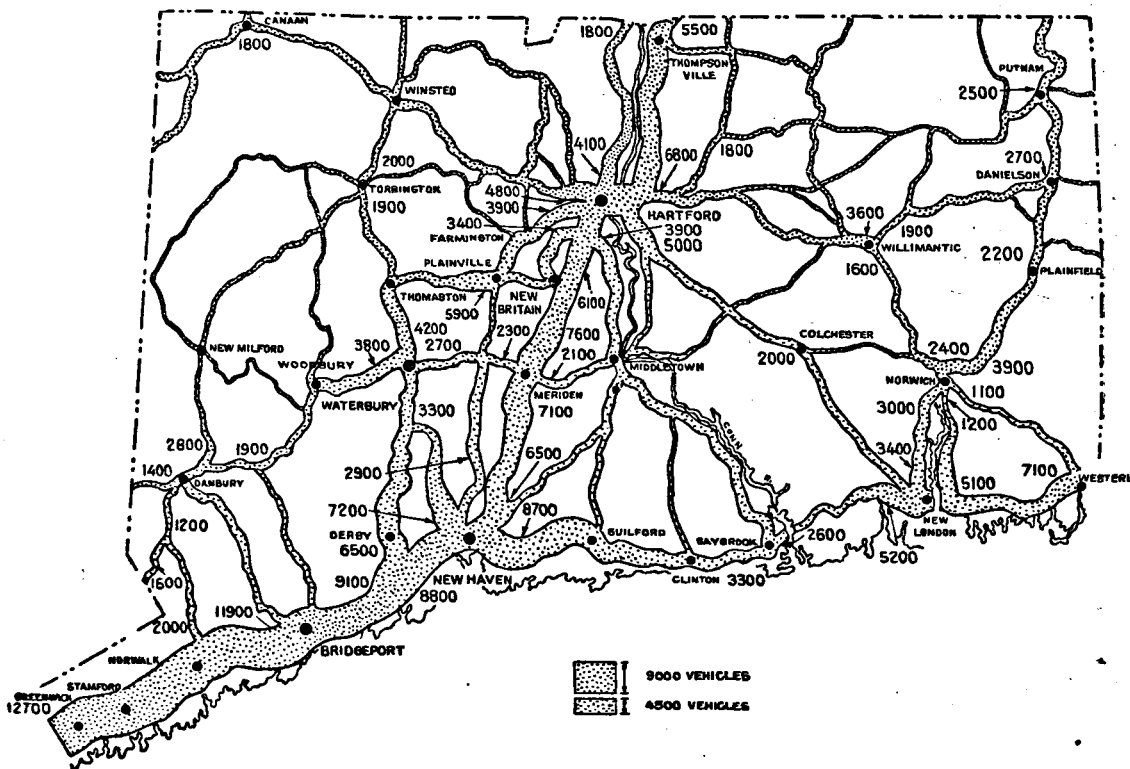 CANAAN
1800
1800
5500
THOMPSON
VILLE
PUTNAM
2500
WINSTED
4100
6800
1800
2000
2700
DANIELSON
TORRINGTON
1900
4800
3900
3400
FARMINGTON
HARTFORD
3900
5000
3600
1900
WILLIMANTIC
1600
2200
PLAINFIELD
PLAINVILLE
THOMASTON
5900
NEW
BRITAIN
6100
4200
3800
2700
2300
7600
2100
COLCHESTER
2000
2400
3900
NEW MILFORD
WOODBURY
WATERBURY
MERIDEN
MIDDLETOWN
NORWICH
1100
3300
7100
3000
1200
2800
1900
2900
6500
CONN.
R.
3400
1400
DANBURY
5100
7100
WESTERLY
7200
8700
1200
DERBY
6500
GUILFORD
SAYBROOK
2600
NEW
LONDON
5200
1600
9100
NEW HAVEN
8800
CLINTON
3300
11900
2000
BRIDGEPORT
NORWALK
STAMFORD
GREENWICH
12700
9000 VEHICLES
4500 VEHICLES